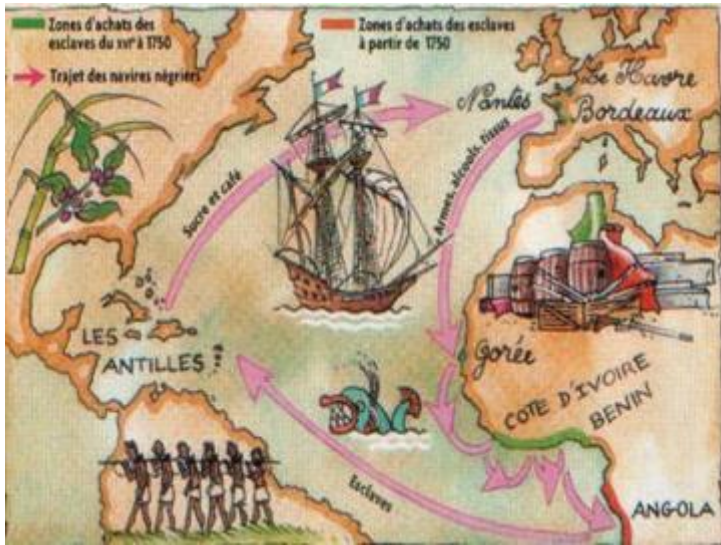 Zones d'achats des
esclaves du XVIᵉ à 1750
Zones d'achats des esclaves
à partir de 1750
Trajet des navires négriers
Nantes
Le Havre
Bordeaux
Sucre et café
Armes, alcools, tissus
LES
ANTILLES
Gorée
COTE D'IVOIRE
BENIN
Esclaves
ANGOLA